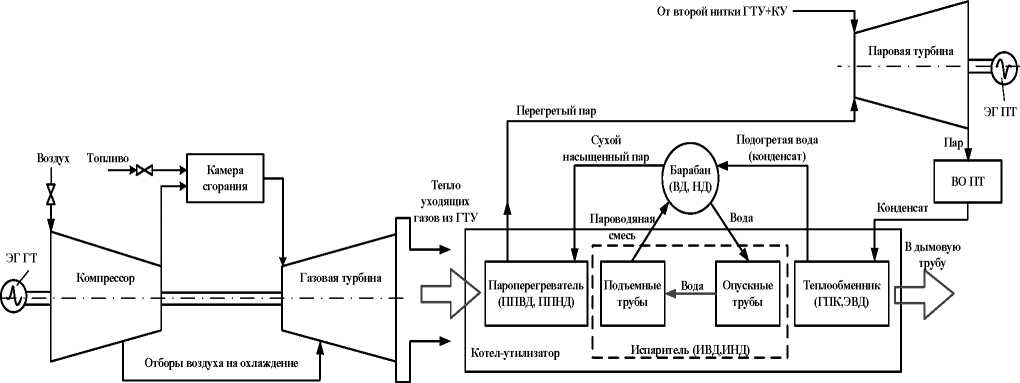 От второй нитки ГТУ+КУ
Паровая турбина
ЭГ ПТ
Перегретый пар
Пар
Воздух
Топливо
Камера
сгорания
Сухой
насыщенный пар
Подогретая вода
(конденсат)
Барабан
(ВД, НД)
ВО ПТ
Тепло
уходящих
газов из ГТУ
Пароводяная
смесь
Вода
Конденсат
В дымовую
трубу
ЭГ ГТ
Компрессор
Газовая турбина
Пароперегреватель
(ППВД, ППНД)
Подъемные
трубы
Вода
Опускные
трубы
Теплообменник
(ГПК,ЭВД)
Котел-утилизатор
Испаритель (ИВД,ИНД)
Отборы воздуха на охлаждение